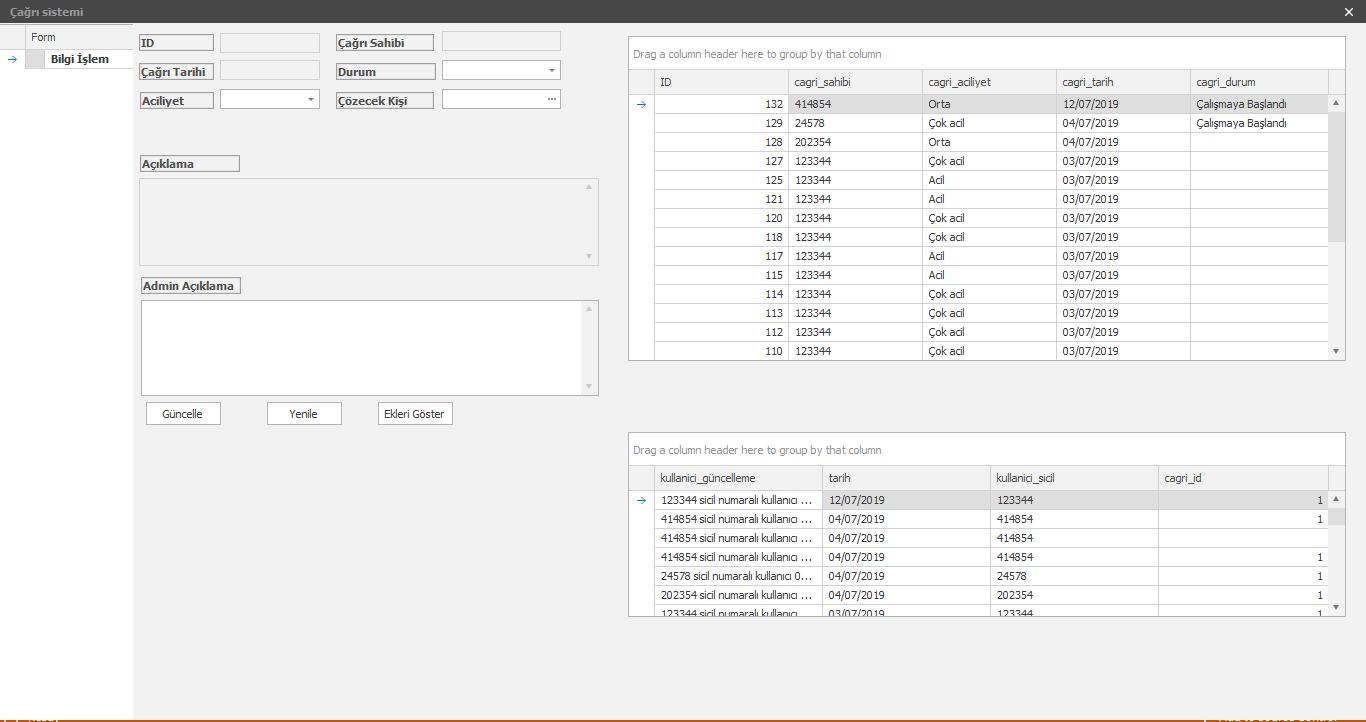 Çağrı sistemi
Form
Bilgi İşlem
ID
Çağrı Sahibi
Çağrı Tarihi
Durum
Aciliyet
Çözecek Kişi
Açıklama
Admin Açıklama
Güncelle
Yenile
Ekleri Göster
Drag a column header here to group by that column
ID cagri_sahibi cagri_aciliyet cagri_tarih cagri_durum
132 414854 Orta 12/07/2019 Çalışmaya Başlandı
129 24578 Çok acil 04/07/2019 Çalışmaya Başlandı
128 202354 Orta 04/07/2019
127 123344 Çok acil 03/07/2019
125 123344 Acil 03/07/2019
121 123344 Acil 03/07/2019
120 123344 Çok acil 03/07/2019
118 123344 Çok acil 03/07/2019
117 123344 Acil 03/07/2019
115 123344 Acil 03/07/2019
114 123344 Çok acil 03/07/2019
113 123344 Çok acil 03/07/2019
112 123344 Çok acil 03/07/2019
110 123344 Çok acil 03/07/2019
Drag a column header here to group by that column
kullanici_güncelleme tarih kullanici_sicil cagri_id
123344 sicil numaralı kullanıcı ... 12/07/2019 123344 1
414854 sicil numaralı kullanıcı ... 04/07/2019 414854 1
414854 sicil numaralı kullanıcı ... 04/07/2019 414854
414854 sicil numaralı kullanıcı ... 04/07/2019 414854 1
24578 sicil numaralı kullanıcı 0... 04/07/2019 24578 1
202354 sicil numaralı kullanıcı ... 04/07/2019 202354 1
123344 sicil numaralı kullanıcı 03/07/2019 123344 1